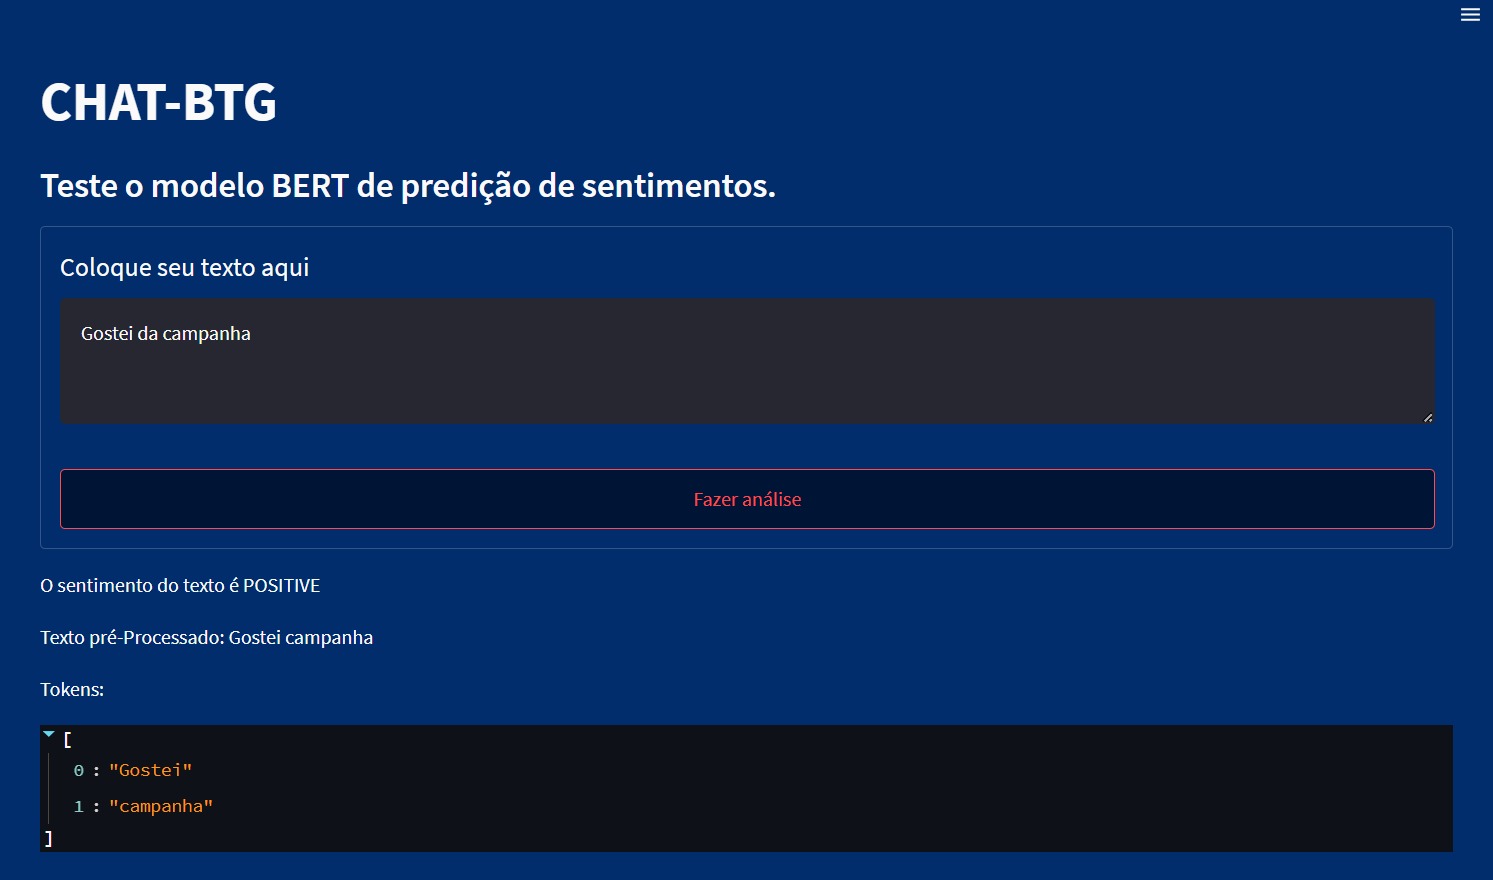 CHAT-BTG
Teste o modelo BERT de predição de sentimentos.
Coloque seu texto aqui
Gostei da campanha
Fazer análise
O sentimento do texto é POSITIVE
Texto pré-Processado: Gostei campanha
Tokens:
[
0 : "Gostei"
1 : "campanha"
]